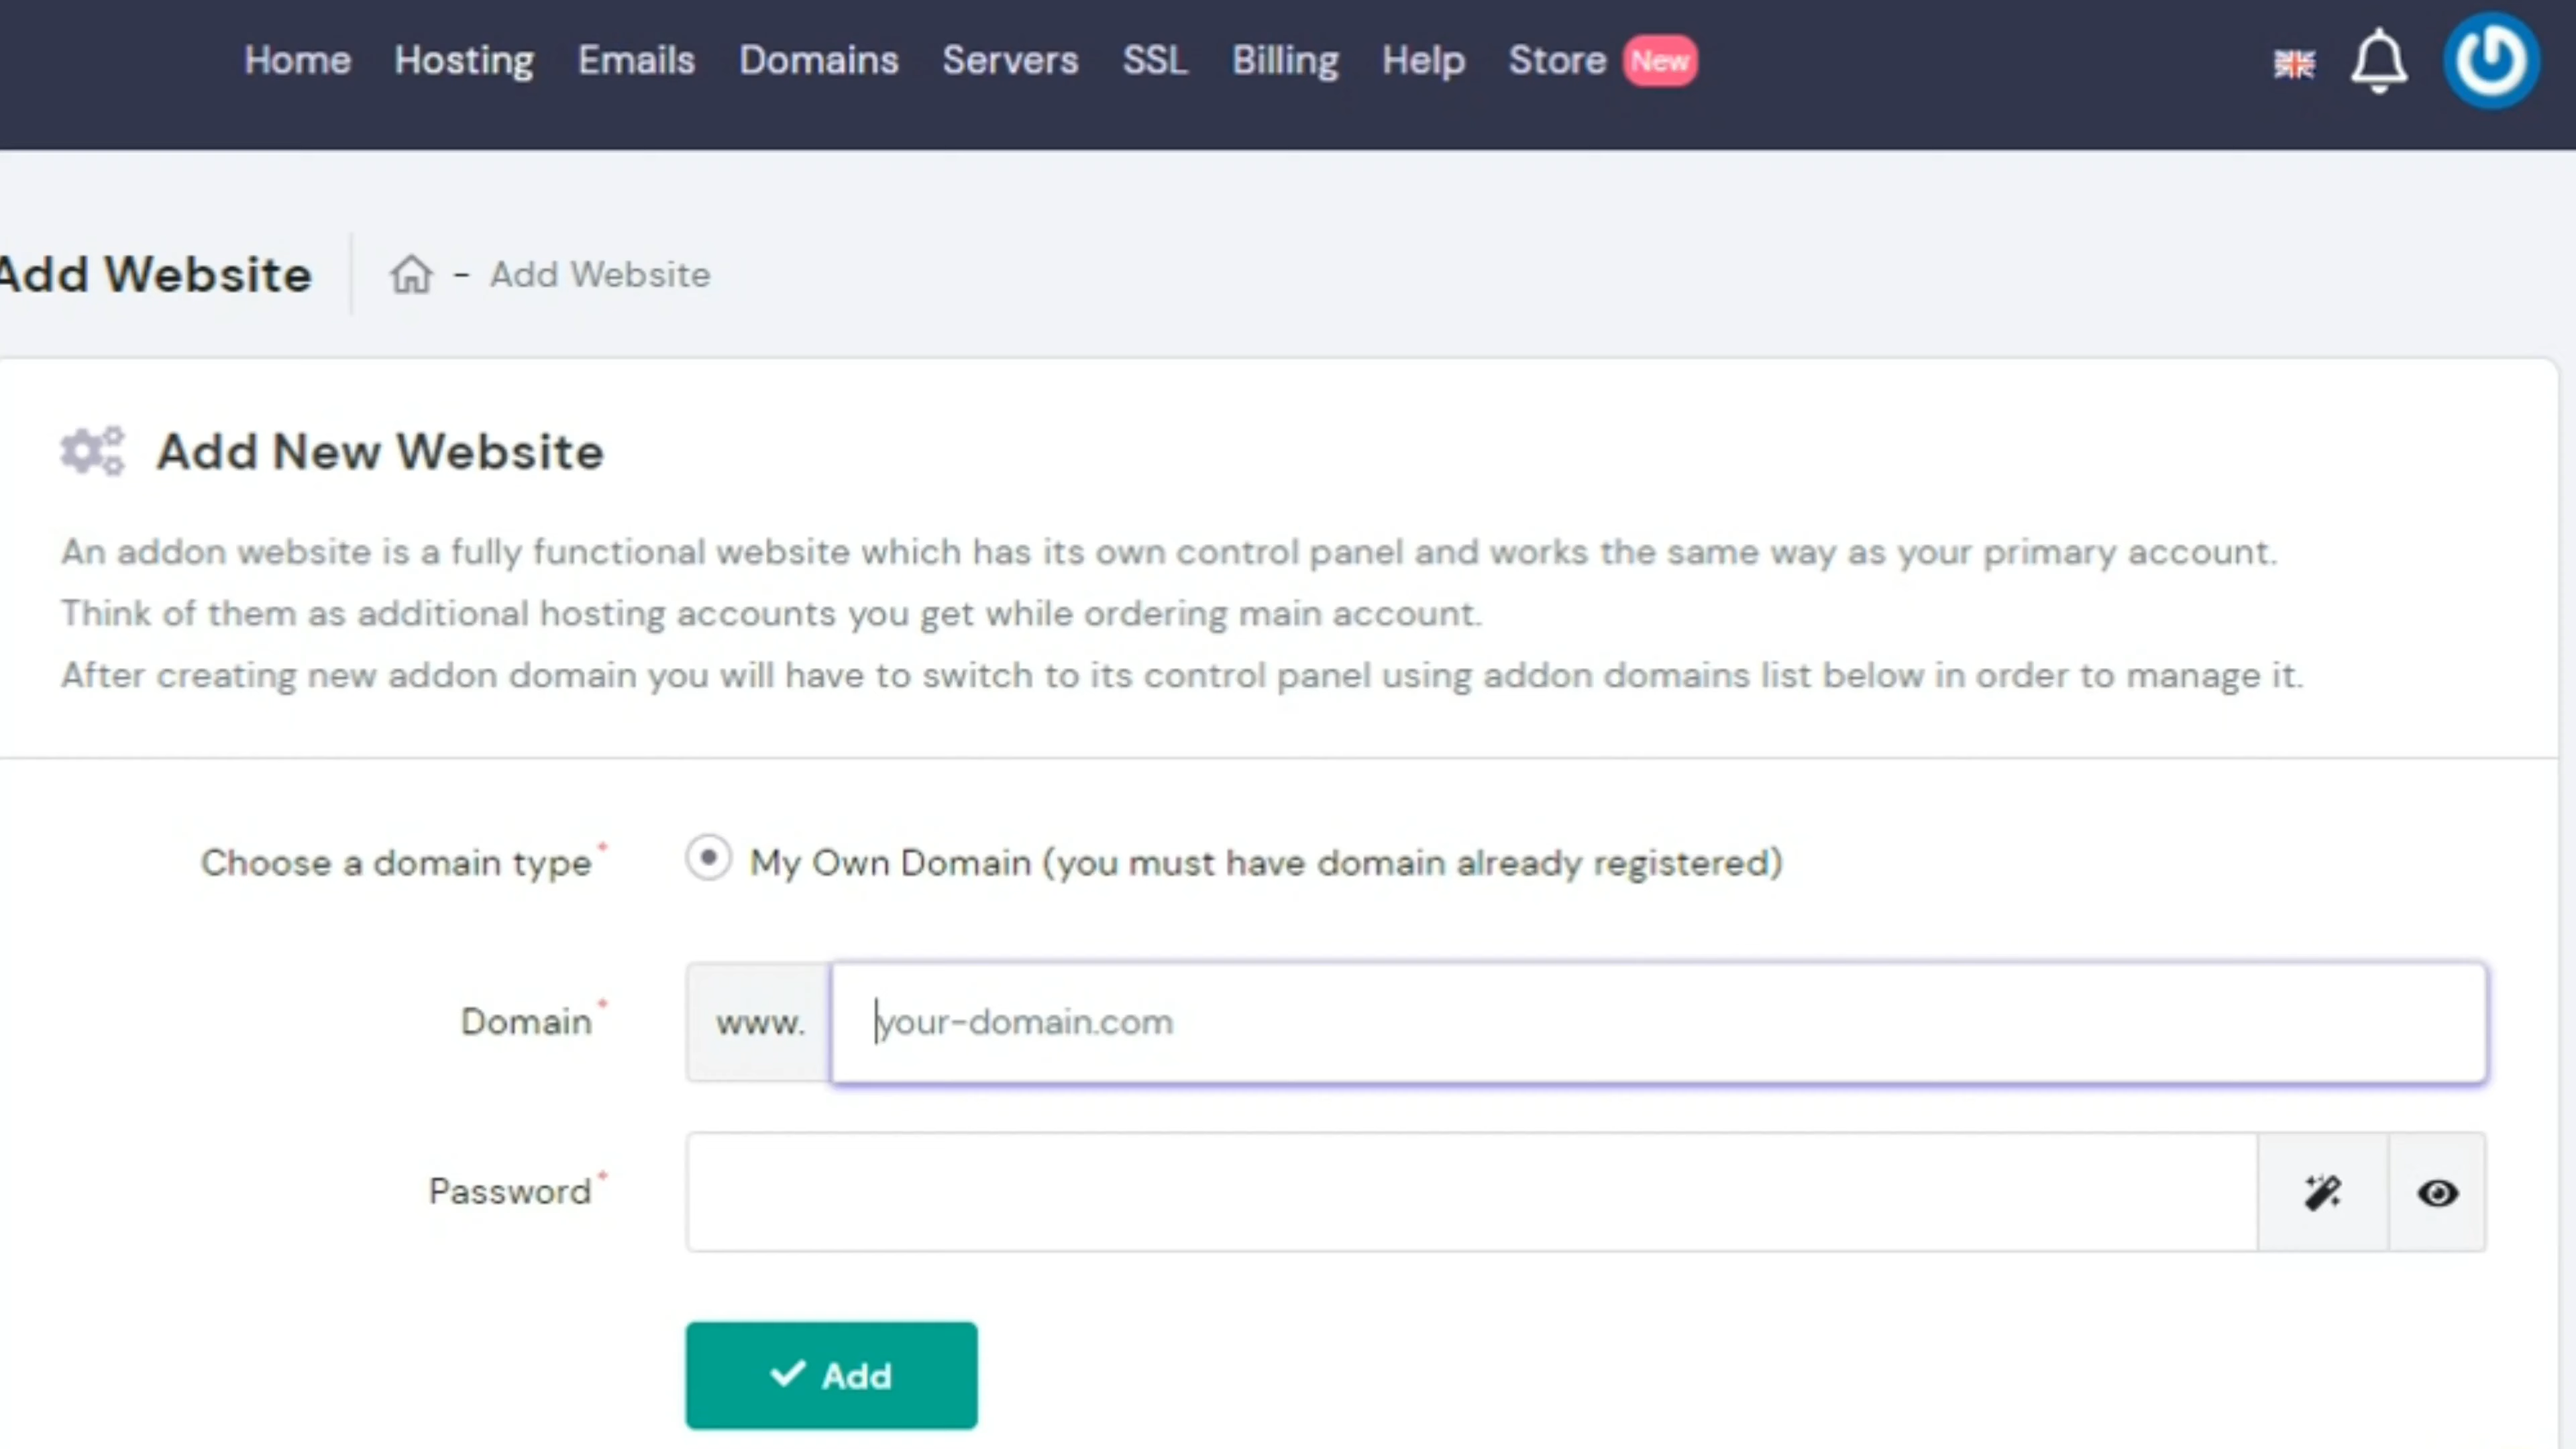 Home Hosting Emails Domains Servers SSL Billing Help Store New
Add Website - Add Website
Add New Website
An addon website is a fully functional website which has its own control panel and works the same way as your primary account.
Think of them as additional hosting accounts you get while ordering main account.
After creating new addon domain you will have to switch to its control panel using addon domains list below in order to manage it.
Choose a domain type* My Own Domain (you must have domain already registered)
Domain* www. your-domain.com
Password*
Add